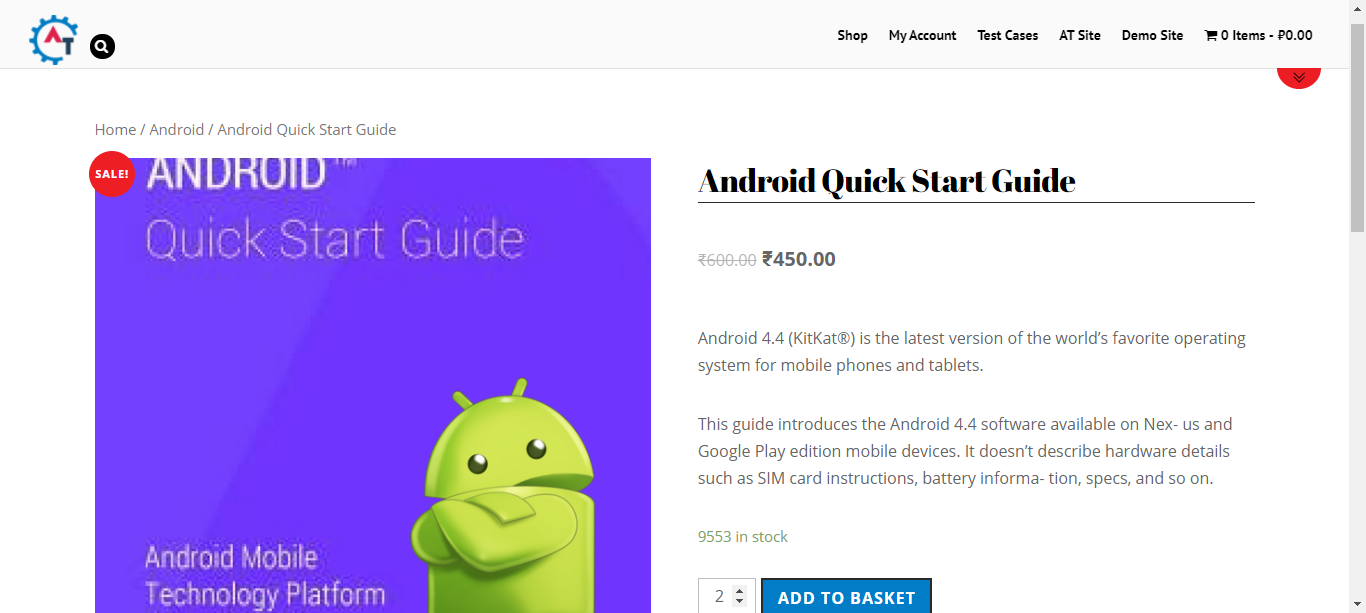 AT
Shop My Account Test Cases AT Site Demo Site 0 Items - ₽0.00
Home / Android / Android Quick Start Guide
SALE!
ANDROID™
Quick Start Guide
Android Mobile
Technology Platform
Android Quick Start Guide
₹600.00 ₹450.00
Android 4.4 (KitKat®) is the latest version of the world’s favorite operating
system for mobile phones and tablets.
This guide introduces the Android 4.4 software available on Nex- us and
Google Play edition mobile devices. It doesn’t describe hardware details
such as SIM card instructions, battery informa- tion, specs, and so on.
9553 in stock
2 ADD TO BASKET